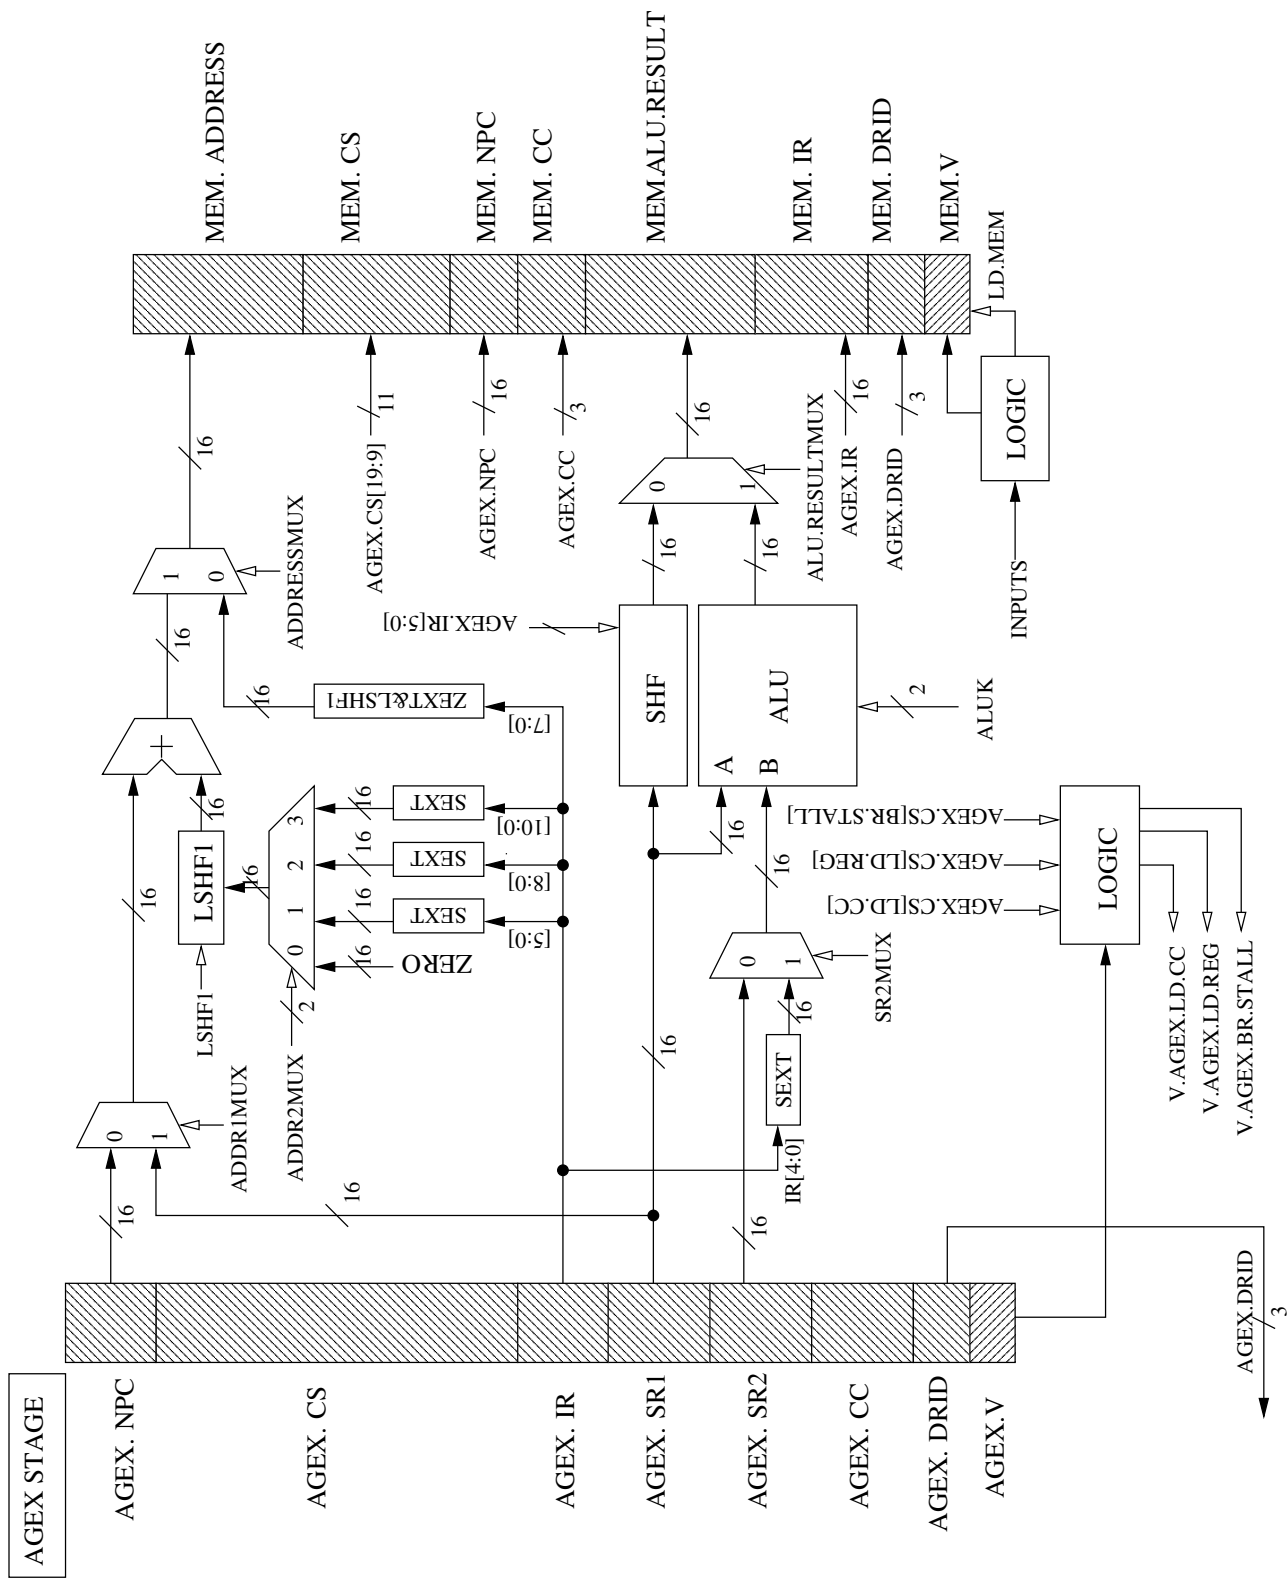 AGEX STAGE
AGEX. NPC
AGEX. CS
AGEX. IR
AGEX. SR1
AGEX. SR2
AGEX. CC
AGEX. DRID
AGEX.V
16
0
1
ADDR1MUX
16
16
LSHF1
LSHF1
16
+
16
16
0
1
2
3
ADDR2MUX
2
16
16
16
16
ZERO
SEXT
SEXT
SEXT
[5:0]
[8:0]
[10:0]
ZEXT&LSHF1
[7:0]
16
1
0
ADDRESSMUX
16
16
16
16
IR[4:0]
SEXT
16
0
1
SR2MUX
16
16
A
B
ALU
ALUK
2
SHF
AGEX.IR[5:0]
16
16
0
1
ALU.RESULTMUX
16
AGEX.CS[19:9]
11
AGEX.NPC
16
AGEX.CC
3
AGEX.IR
16
AGEX.DRID
3
INPUTS
LOGIC
LD.MEM
MEM. ADDRESS
MEM. CS
MEM. NPC
MEM. CC
MEM.ALU.RESULT
MEM. IR
MEM. DRID
MEM.V
AGEX.CS[LD.CC]
AGEX.CS[LD.REG]
AGEX.CS[BR.STALL]
LOGIC
V.AGEX.LD.CC
V.AGEX.LD.REG
V.AGEX.BR.STALL
AGEX.DRID
3